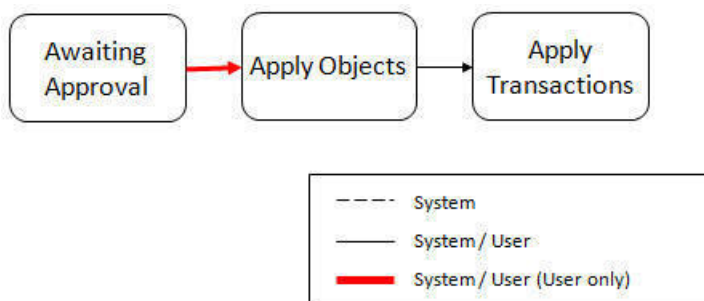 Awaiting
Approval
Apply Objects
Apply
Transactions
System
System / User
System / User (User only)